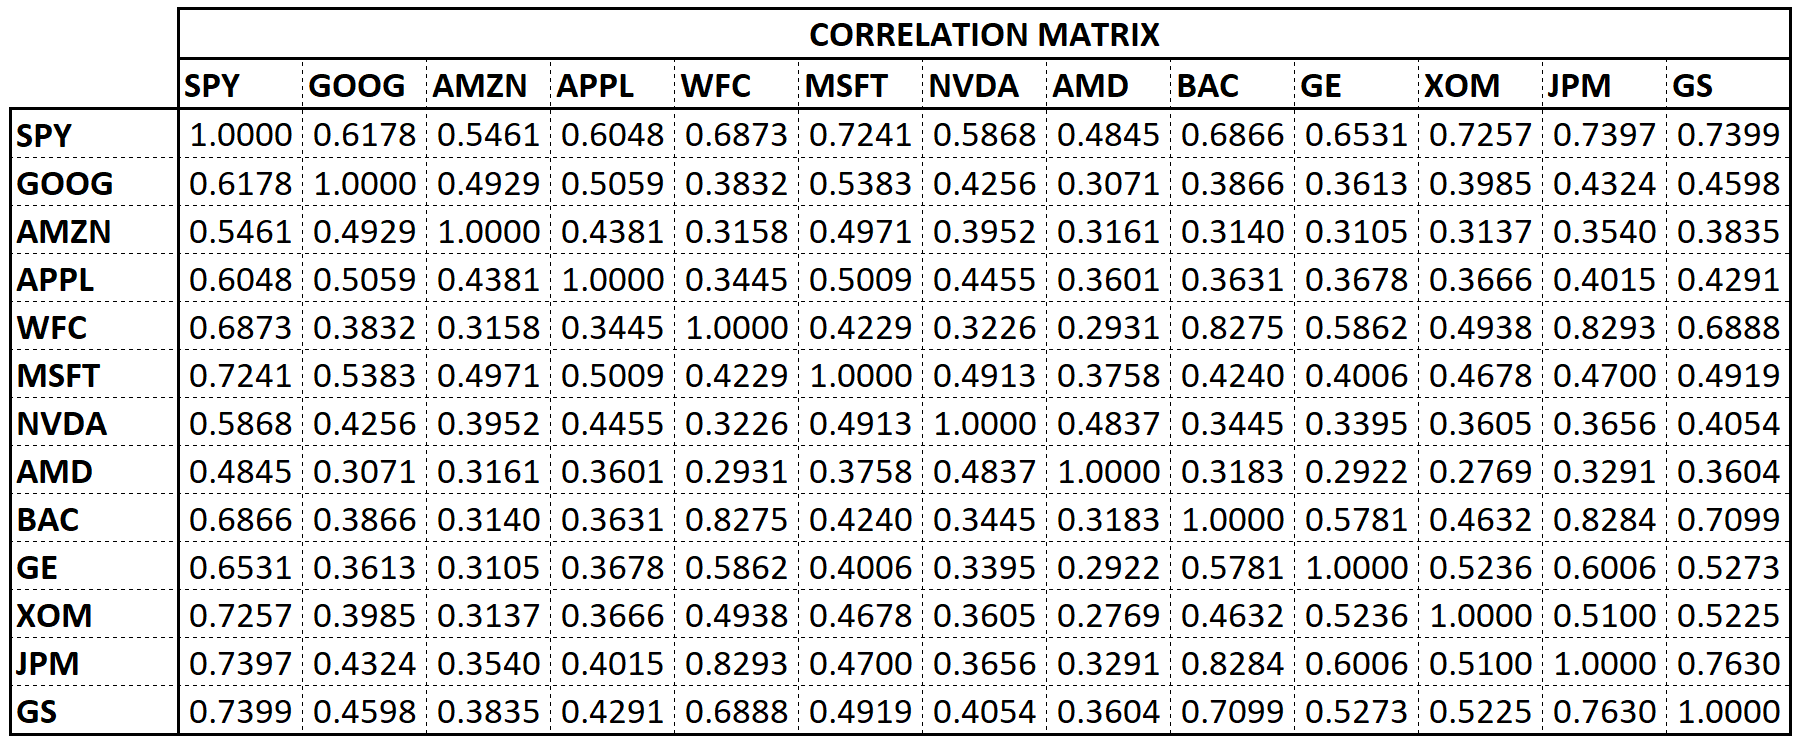 CORRELATION MATRIX
SPY GOOG AMZN APPL WFC MSFT NVDA AMD BAC GE XOM JPM GS
SPY 1.0000 0.6178 0.5461 0.6048 0.6873 0.7241 0.5868 0.4845 0.6866 0.6531 0.7257 0.7397 0.7399
GOOG 0.6178 1.0000 0.4929 0.5059 0.3832 0.5383 0.4256 0.3071 0.3866 0.3613 0.3985 0.4324 0.4598
AMZN 0.5461 0.4929 1.0000 0.4381 0.3158 0.4971 0.3952 0.3161 0.3140 0.3105 0.3137 0.3540 0.3835
APPL 0.6048 0.5059 0.4381 1.0000 0.3445 0.5009 0.4455 0.3601 0.3631 0.3678 0.3666 0.4015 0.4291
WFC 0.6873 0.3832 0.3158 0.3445 1.0000 0.4229 0.3226 0.2931 0.8275 0.5862 0.4938 0.8293 0.6888
MSFT 0.7241 0.5383 0.4971 0.5009 0.4229 1.0000 0.4913 0.3758 0.4240 0.4006 0.4678 0.4700 0.4919
NVDA 0.5868 0.4256 0.3952 0.4455 0.3226 0.4913 1.0000 0.4837 0.3445 0.3395 0.3605 0.3656 0.4054
AMD 0.4845 0.3071 0.3161 0.3601 0.2931 0.3758 0.4837 1.0000 0.3183 0.2922 0.2769 0.3291 0.3604
BAC 0.6866 0.3866 0.3140 0.3631 0.8275 0.4240 0.3445 0.3183 1.0000 0.5781 0.4632 0.8284 0.7099
GE 0.6531 0.3613 0.3105 0.3678 0.5862 0.4006 0.3395 0.2922 0.5781 1.0000 0.5236 0.6006 0.5273
XOM 0.7257 0.3985 0.3137 0.3666 0.4938 0.4678 0.3605 0.2769 0.4632 0.5236 1.0000 0.5100 0.5225
JPM 0.7397 0.4324 0.3540 0.4015 0.8293 0.4700 0.3656 0.3291 0.8284 0.6006 0.5100 1.0000 0.7630
GS 0.7399 0.4598 0.3835 0.4291 0.6888 0.4919 0.4054 0.3604 0.7099 0.5273 0.5225 0.7630 1.0000